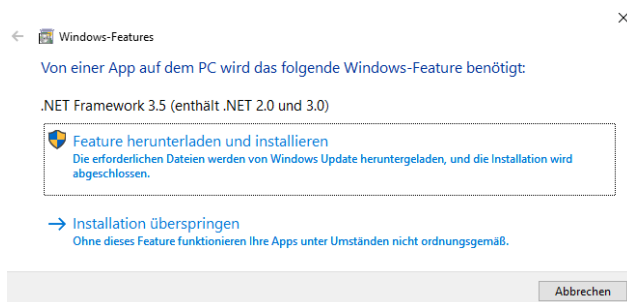 Windows-Features
Von einer App auf dem PC wird das folgende Windows-Feature benötigt:
.NET Framework 3.5 (enthält .NET 2.0 und 3.0)
Feature herunterladen und installieren
Die erforderlichen Dateien werden von Windows Update heruntergeladen, und die Installation wird
abgeschlossen.
Installation überspringen
Ohne dieses Feature funktionieren Ihre Apps unter Umständen nicht ordnungsgemäß.
Abbrechen